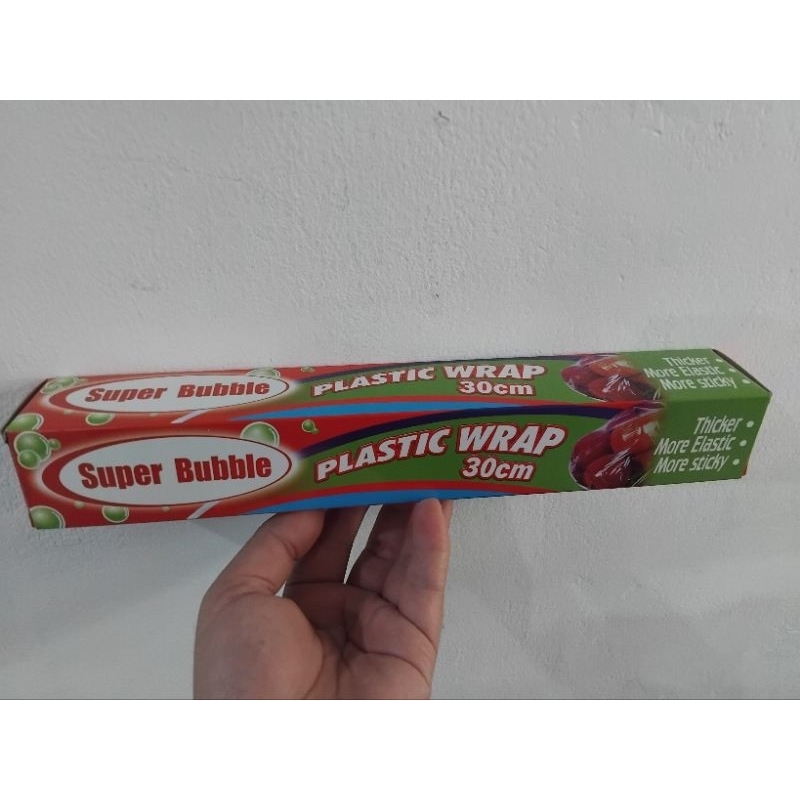 Super Bubble
PLASTIC WRAP
30cm
Thicker •
More Elastic •
More sticky •
Super Bubble
PLASTIC WRAP
30cm
Thicker •
More Elastic •
More sticky •